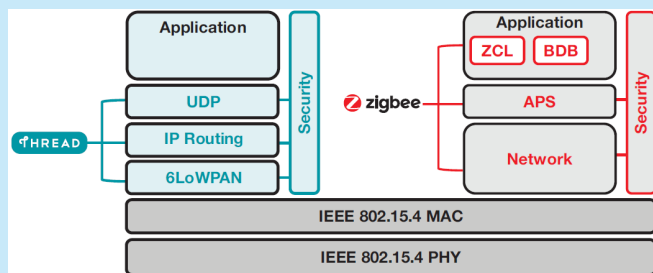 Application
UDP
IP Routing
6LoWPAN
Security
THREAD
zigbee
Application
ZCL BDB
APS
Network
Security
IEEE 802.15.4 MAC
IEEE 802.15.4 PHY